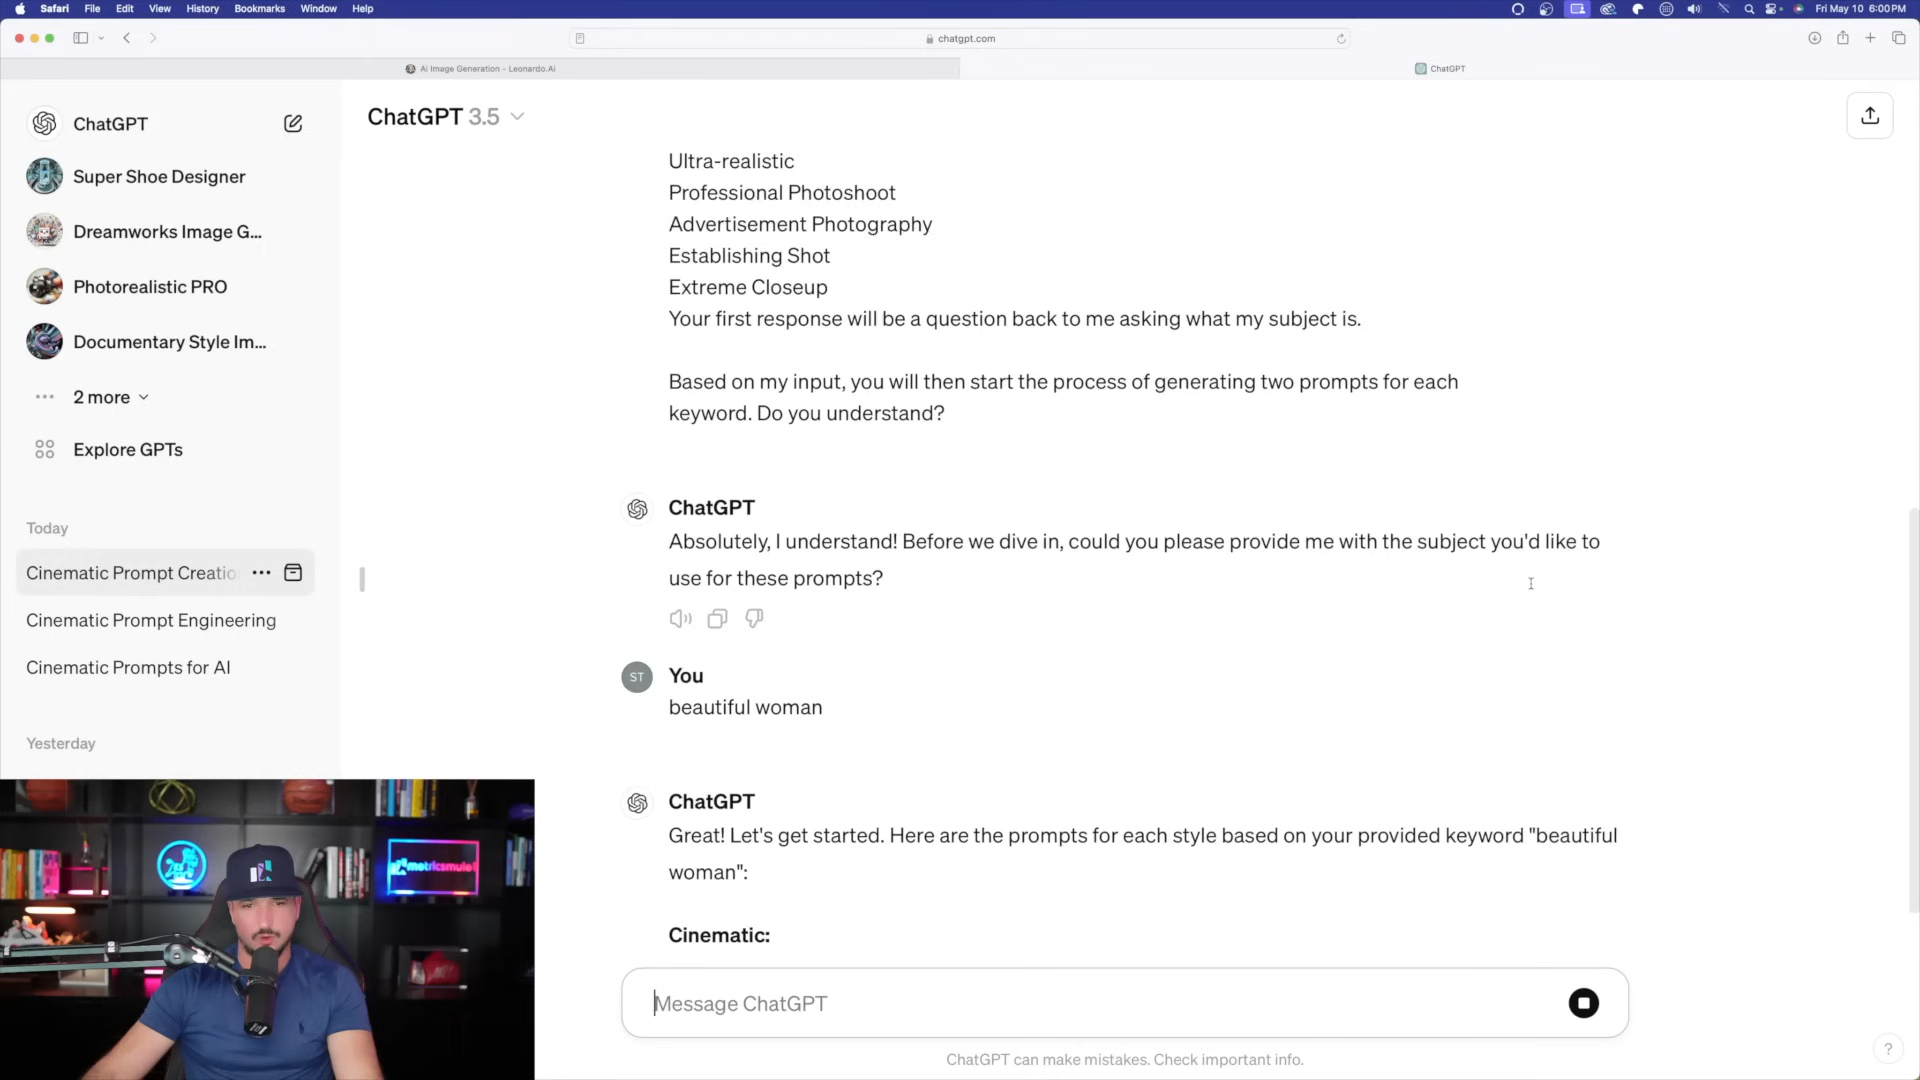 Safari File Edit View History Bookmarks Window Help
Fri May 10 6:00 PM
chatgpt.com
Ai Image Generation - Leonardo.Ai
ChatGPT
ChatGPT
Super Shoe Designer
Dreamworks Image G...
Photorealistic PRO
Documentary Style Im...
2 more
Explore GPTs
Today
Cinematic Prompt Creatio
Cinematic Prompt Engineering
Cinematic Prompts for AI
Yesterday
ChatGPT 3.5
Ultra-realistic
Professional Photoshoot
Advertisement Photography
Establishing Shot
Extreme Closeup
Your first response will be a question back to me asking what my subject is.
Based on my input, you will then start the process of generating two prompts for each
keyword. Do you understand?
ChatGPT
Absolutely, I understand! Before we dive in, could you please provide me with the subject you'd like to
use for these prompts?
ST
You
beautiful woman
ChatGPT
Great! Let's get started. Here are the prompts for each style based on your provided keyword "beautiful
woman":
Cinematic:
Message ChatGPT
ChatGPT can make mistakes. Check important info.
?
metricsmule